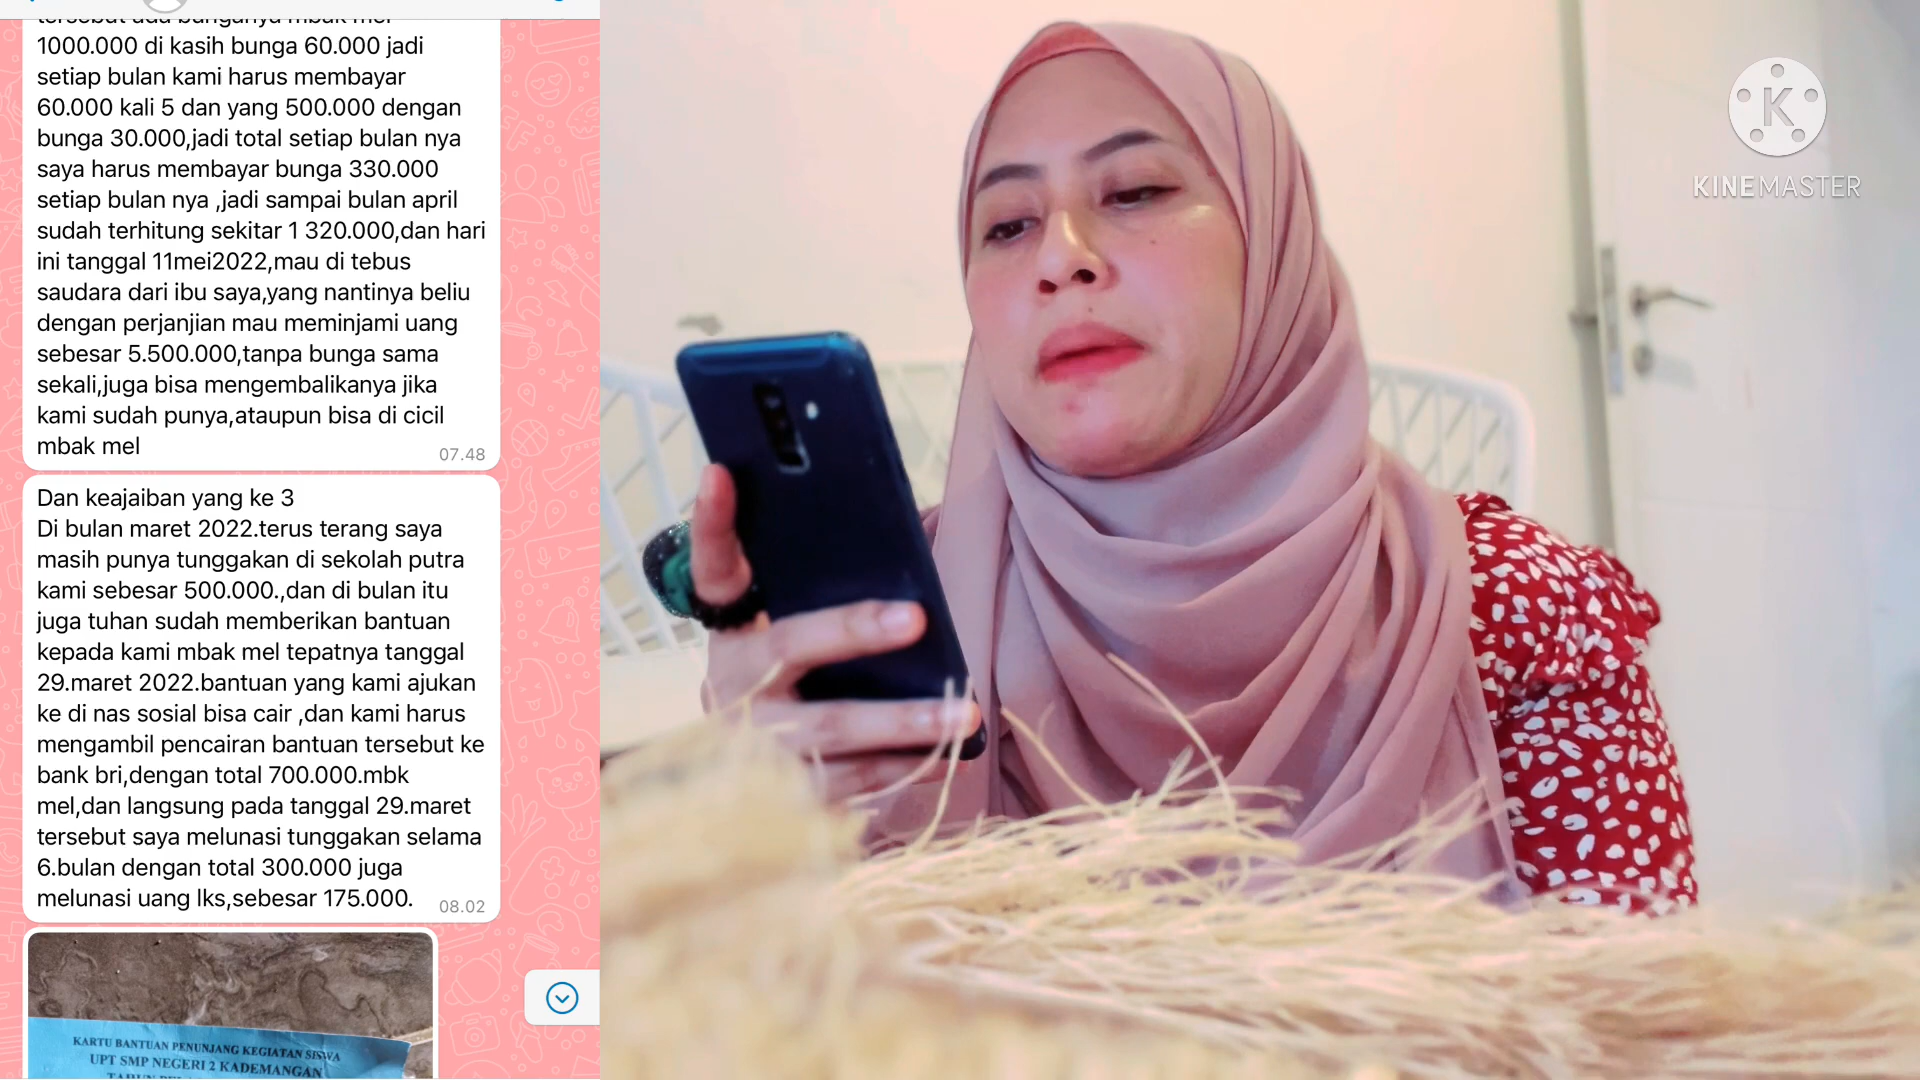 tersebut ada bunganya mbak mel
1000.000 di kasih bunga 60.000 jadi
setiap bulan kami harus membayar
60.000 kali 5 dan yang 500.000 dengan
bunga 30.000,jadi total setiap bulan nya
saya harus membayar bunga 330.000
setiap bulan nya ,jadi sampai bulan april
sudah terhitung sekitar 1 320.000,dan hari
ini tanggal 11mei2022,mau di tebus
saudara dari ibu saya,yang nantinya beliu
dengan perjanjian mau meminjami uang
sebesar 5.500.000,tanpa bunga sama
sekali,juga bisa mengembalikanya jika
kami sudah punya,ataupun bisa di cicil
mbak mel
07.48
Dan keajaiban yang ke 3
Di bulan maret 2022.terus terang saya
masih punya tunggakan di sekolah putra
kami sebesar 500.000.,dan di bulan itu
juga tuhan sudah memberikan bantuan
kepada kami mbak mel tepatnya tanggal
29.maret 2022.bantuan yang kami ajukan
ke di nas sosial bisa cair ,dan kami harus
mengambil pencairan bantuan tersebut ke
bank bri,dengan total 700.000.mbk
mel,dan langsung pada tanggal 29.maret
tersebut saya melunasi tunggakan selama
6.bulan dengan total 300.000 juga
melunasi uang lks,sebesar 175.000.
08.02
KARTU BANTUAN PENUNJANG KEGIATAN SISWA
UPT SMP NEGERI 2 KADEMANGAN
K
KINEMASTER